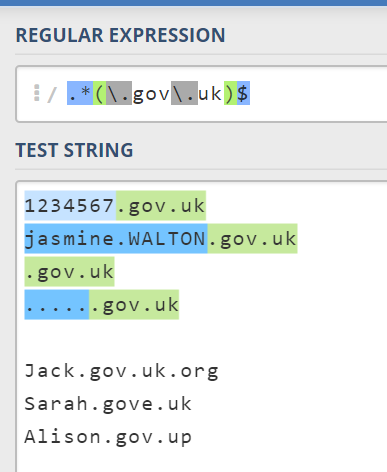 REGULAR EXPRESSION
/ .*(\.gov\.uk)$
TEST STRING
1234567.gov.uk
jasmine.WALTON.gov.uk
.gov.uk
......gov.uk
Jack.gov.uk.org
Sarah.gove.uk
Alison.gov.up